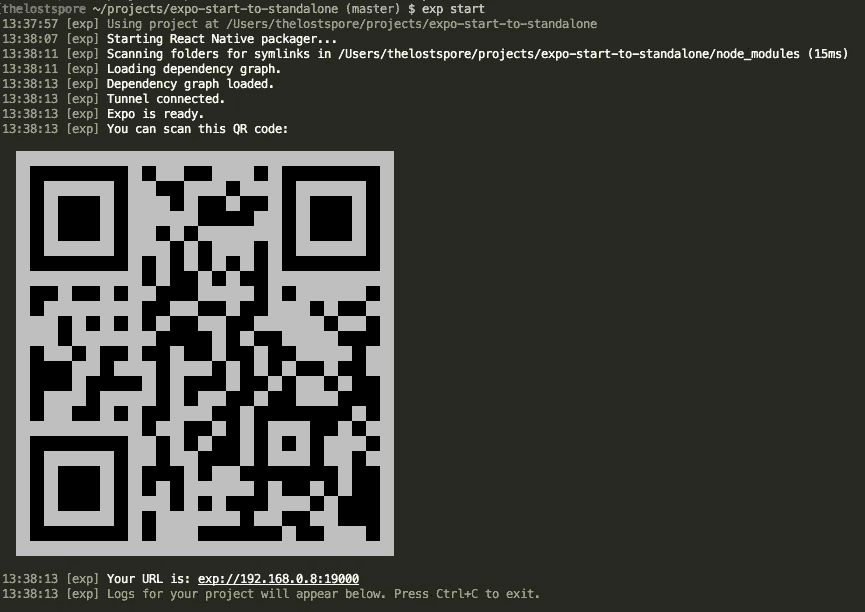 thelostspore ~/projects/expo-start-to-standalone (master) $ exp start
13:37:57 [exp] Using project at /Users/thelostspore/projects/expo-start-to-standalone
13:38:07 [exp] Starting React Native packager...
13:38:11 [exp] Scanning folders for symlinks in /Users/thelostspore/projects/expo-start-to-standalone/node_modules (15ms)
13:38:11 [exp] Loading dependency graph.
13:38:13 [exp] Dependency graph loaded.
13:38:13 [exp] Tunnel connected.
13:38:13 [exp] Expo is ready.
13:38:13 [exp] You can scan this QR code:
13:38:13 [exp] Your URL is: exp://192.168.0.8:19000
13:38:13 [exp] Logs for your project will appear below. Press Ctrl+C to exit.